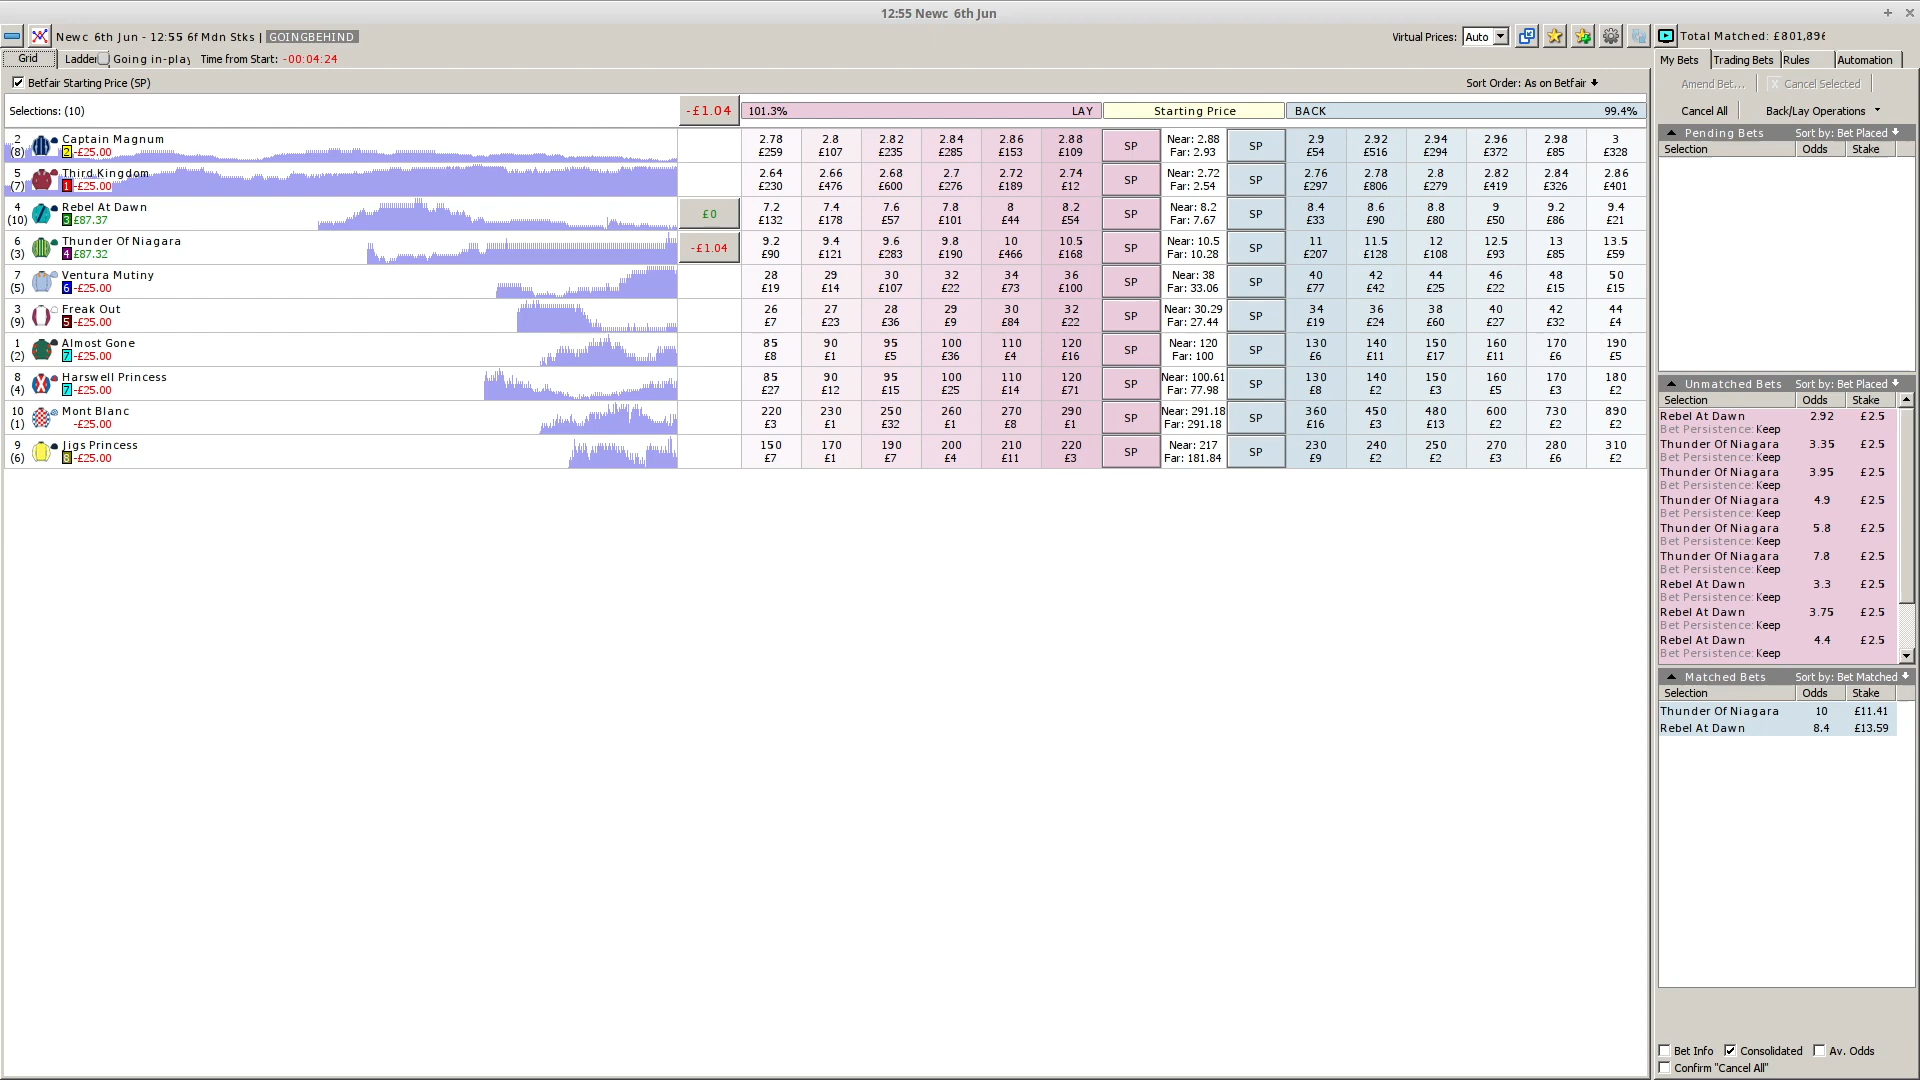 12:55 Newc 6th Jun
Newc 6th Jun - 12:55 6f Mdn Stks | GOINGBEHIND
Virtual Prices: Auto
Total Matched: £801,896
Grid Ladder Going in-play Time from Start: -00:04:24
My Bets Trading Bets Rules Automation
Betfair Starting Price (SP)
Sort Order: As on Betfair
Amend Bet... X Cancel Selected
Selections: (10) -£1.04 101.3% LAY Starting Price BACK 99.4%
Cancel All Back/Lay Operations
2 Captain Magnum 2.78 2.8 2.82 2.84 2.86 2.88 SP Near: 2.88 SP 2.9 2.92 2.94 2.96 2.98 3
(8) 2 -£25.00 £259 £107 £235 £285 £153 £109 Far: 2.93 £54 £516 £294 £372 £85 £328
5 Third Kingdom 2.64 2.66 2.68 2.7 2.72 2.74 SP Near: 2.72 SP 2.76 2.78 2.8 2.82 2.84 2.86
(7) 1 -£25.00 £230 £476 £600 £276 £189 £12 Far: 2.54 £297 £806 £279 £419 £326 £401
4 Rebel At Dawn £0 7.2 7.4 7.6 7.8 8 8.2 SP Near: 8.2 SP 8.4 8.6 8.8 9 9.2 9.4
(10) 3 £87.37 £132 £178 £57 £101 £44 £54 Far: 7.67 £33 £90 £80 £50 £86 £21
6 Thunder Of Niagara -£1.04 9.2 9.4 9.6 9.8 10 10.5 SP Near: 10.5 SP 11 11.5 12 12.5 13 13.5
(3) 4 £87.32 £90 £121 £283 £190 £466 £168 Far: 10.28 £207 £128 £108 £93 £85 £59
7 Ventura Mutiny 28 29 30 32 34 36 SP Near: 38 SP 40 42 44 46 48 50
(5) 6 -£25.00 £19 £14 £107 £22 £73 £100 Far: 33.06 £77 £42 £25 £22 £15 £15
3 Freak Out 26 27 28 29 30 32 SP Near: 30.29 SP 34 36 38 40 42 44
(9) 5 -£25.00 £7 £23 £36 £9 £84 £22 Far: 27.44 £19 £24 £60 £27 £32 £4
1 Almost Gone 85 90 95 100 110 120 SP Near: 120 SP 130 140 150 160 170 190
(2) 7 -£25.00 £8 £1 £5 £36 £4 £16 Far: 100 £6 £11 £17 £11 £6 £5
8 Harswell Princess 85 90 95 100 110 120 SP Near: 100.61 SP 130 140 150 160 170 180
(4) 7 -£25.00 £27 £12 £15 £25 £14 £71 Far: 77.98 £8 £2 £3 £5 £3 £2
10 Mont Blanc 220 230 250 260 270 290 SP Near: 291.18 SP 360 450 480 600 730 890
(1) -£25.00 £3 £1 £32 £1 £8 £1 Far: 291.18 £16 £3 £13 £2 £2 £2
9 Jigs Princess 150 170 190 200 210 220 SP Near: 217 SP 230 240 250 270 280 310
(6) 8 -£25.00 £7 £1 £7 £4 £11 £3 Far: 181.84 £9 £2 £2 £3 £6 £2
Pending Bets Sort by: Bet Placed
Selection Odds Stake
Unmatched Bets Sort by: Bet Placed
Selection Odds Stake
Rebel At Dawn 2.92 £2.5
Bet Persistence: Keep
Thunder Of Niagara 3.35 £2.5
Bet Persistence: Keep
Thunder Of Niagara 3.95 £2.5
Bet Persistence: Keep
Thunder Of Niagara 4.9 £2.5
Bet Persistence: Keep
Thunder Of Niagara 5.8 £2.5
Bet Persistence: Keep
Thunder Of Niagara 7.8 £2.5
Bet Persistence: Keep
Rebel At Dawn 3.3 £2.5
Bet Persistence: Keep
Rebel At Dawn 3.75 £2.5
Bet Persistence: Keep
Rebel At Dawn 4.4 £2.5
Bet Persistence: Keep
Matched Bets Sort by: Bet Matched
Selection Odds Stake
Thunder Of Niagara 10 £11.41
Rebel At Dawn 8.4 £13.59
Bet Info Consolidated Av. Odds
Confirm "Cancel All"